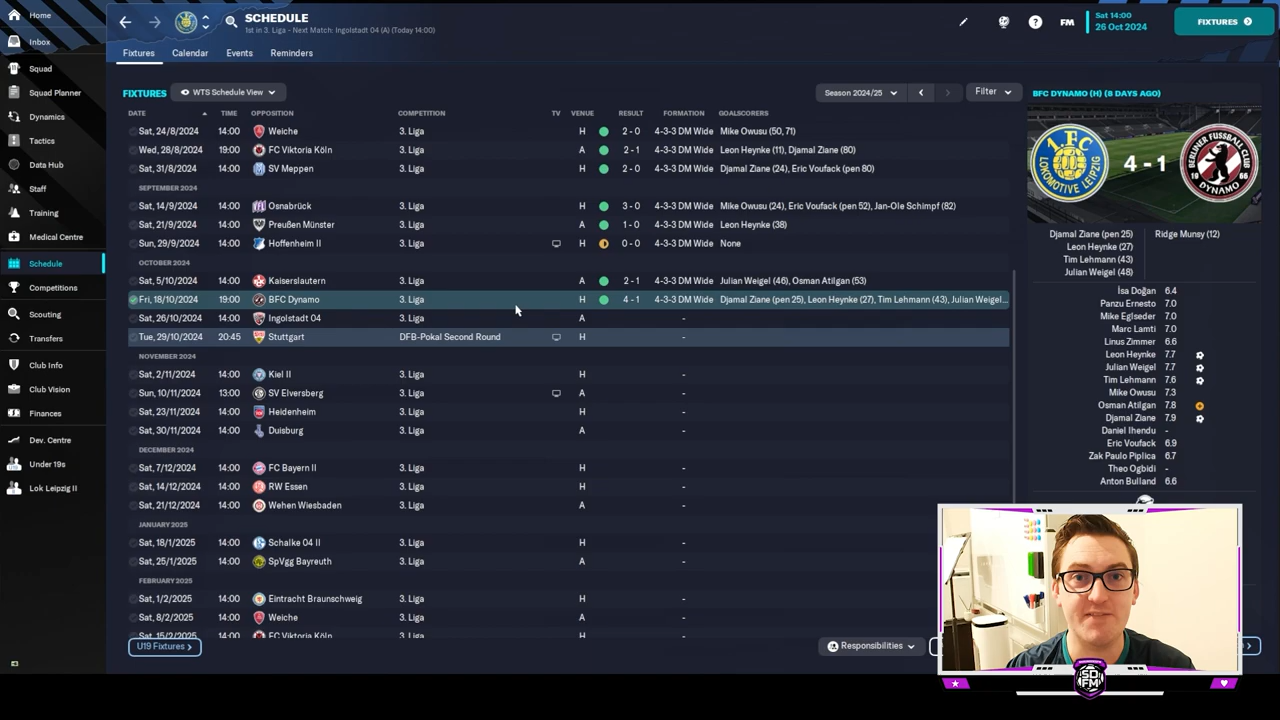 Home
Inbox
Squad
Squad Planner
Dynamics
Tactics
Data Hub
Staff
Training
Medical Centre
Schedule
Competitions
Scouting
Transfers
Club Info
Club Vision
Finances
Dev. Centre
Under 19s
Lok Leipzig II
SCHEDULE
1st in 3. Liga - Next Match: Ingolstadt 04 (A) (Today 14:00)
FM
Sat 14:00
26 Oct 2024
FIXTURES
Fixtures Calendar Events Reminders
FIXTURES WTS Schedule View Season 2024/25 Filter
DATE TIME OPPOSITION COMPETITION TV VENUE RESULT FORMATION GOALSCORERS
Sat, 24/8/2024 14:00 Weiche 3. Liga H 2 - 0 4-3-3 DM Wide Mike Owusu (50, 71)
Wed, 28/8/2024 19:00 FC Viktoria Köln 3. Liga A 2 - 1 4-3-3 DM Wide Leon Heynke (11), Djamal Ziane (80)
Sat, 31/8/2024 14:00 SV Meppen 3. Liga H 2 - 0 4-3-3 DM Wide Djamal Ziane (24), Eric Voufack (pen 80)
SEPTEMBER 2024
Sat, 14/9/2024 14:00 Osnabrück 3. Liga H 3 - 0 4-3-3 DM Wide Mike Owusu (24), Eric Voufack (pen 52), Jan-Ole Schimpf (82)
Sat, 21/9/2024 14:00 Preußen Münster 3. Liga A 1 - 0 4-3-3 DM Wide Leon Heynke (38)
Sun, 29/9/2024 14:00 Hoffenheim II 3. Liga H 0 - 0 4-3-3 DM Wide None
OCTOBER 2024
Sat, 5/10/2024 14:00 Kaiserslautern 3. Liga A 2 - 1 4-3-3 DM Wide Julian Weigel (46), Osman Atilgan (53)
Fri, 18/10/2024 19:00 BFC Dynamo 3. Liga H 4 - 1 4-3-3 DM Wide Djamal Ziane (pen 25), Leon Heynke (27), Tim Lehmann (43), Julian Weigel...
Sat, 26/10/2024 14:00 Ingolstadt 04 3. Liga A -
Tue, 29/10/2024 20:45 Stuttgart DFB-Pokal Second Round H -
NOVEMBER 2024
Sat, 2/11/2024 14:00 Kiel II 3. Liga H -
Sun, 10/11/2024 13:00 SV Elversberg 3. Liga A -
Sat, 23/11/2024 14:00 Heidenheim 3. Liga H -
Sat, 30/11/2024 14:00 Duisburg 3. Liga A -
DECEMBER 2024
Sat, 7/12/2024 14:00 FC Bayern II 3. Liga H -
Sat, 14/12/2024 14:00 RW Essen 3. Liga H -
Sat, 21/12/2024 14:00 Wehen Wiesbaden 3. Liga A -
JANUARY 2025
Sat, 18/1/2025 14:00 Schalke 04 II 3. Liga H -
Sat, 25/1/2025 14:00 SpVgg Bayreuth 3. Liga A -
FEBRUARY 2025
Sat, 1/2/2025 14:00 Eintracht Braunschweig 3. Liga H -
Sat, 8/2/2025 14:00 Weiche 3. Liga A -
Sat, 15/2/2025 14:00 FC Viktoria Köln 3. Liga H -
U19 Fixtures
Responsibilities
BFC DYNAMO (H) (8 DAYS AGO)
1.FC
LOKOMOTIVE LEIPZIG
4 - 1
BERLINER FUSSBALL CLUB
19 66
DYNAMO
Djamal Ziane (pen 25) Ridge Munsy (12)
Leon Heynke (27)
Tim Lehmann (43)
Julian Weigel (48)
İsa Doğan 6.4
Panzu Ernesto 7.0
Mike Eglseder 7.0
Marc Lamti 7.0
Linus Zimmer 6.6
Leon Heynke 7.7
Julian Weigel 7.7
Tim Lehmann 7.6
Mike Owusu 7.3
Osman Atilgan 7.8
Djamal Ziane 7.9
Daniel Ihendu -
Eric Voufack 6.9
Zak Paulo Piplica 6.7
Theo Ogbidi -
Anton Bulland 6.6
SD
FM